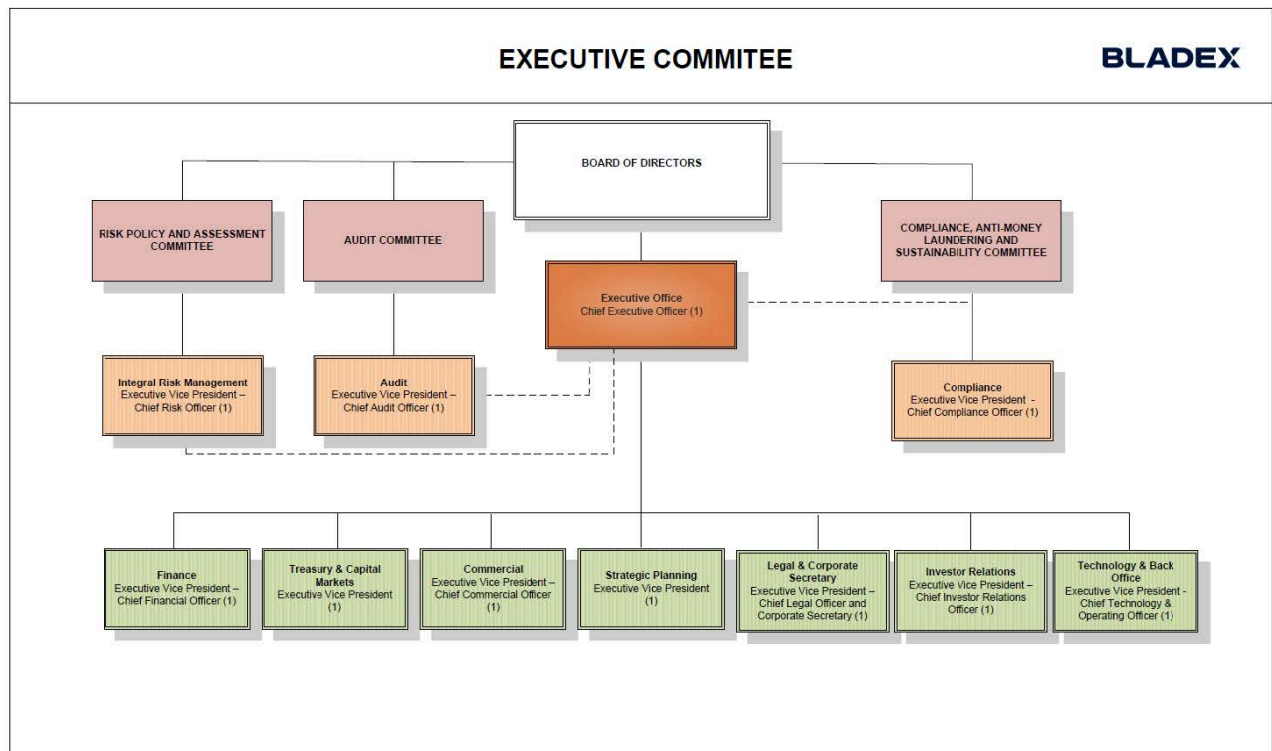 EXECUTIVE COMMITEE
BLADEX
BOARD OF DIRECTORS
RISK POLICY AND ASSESSMENT
COMMITTEE
AUDIT COMMITTEE
COMPLIANCE, ANTI-MONEY
LAUNDERING AND
SUSTAINABILITY COMMITTEE
Executive Office
Chief Executive Officer (1)
Integral Risk Management
Executive Vice President –
Chief Risk Officer (1)
Audit
Executive Vice President –
Chief Audit Officer (1)
Compliance
Executive Vice President -
Chief Compliance Officer (1)
Finance
Executive Vice President –
Chief Financial Officer (1)
Treasury & Capital
Markets
Executive Vice President
(1)
Commercial
Executive Vice President –
Chief Commercial Officer
(1)
Strategic Planning
Executive Vice President
(1)
Legal & Corporate
Secretary
Executive Vice President –
Chief Legal Officer and
Corporate Secretary (1)
Investor Relations
Executive Vice President –
Chief Investor Relations
Officer (1)
Technology & Back
Office
Executive Vice President -
Chief Technology &
Operating Officer (1)